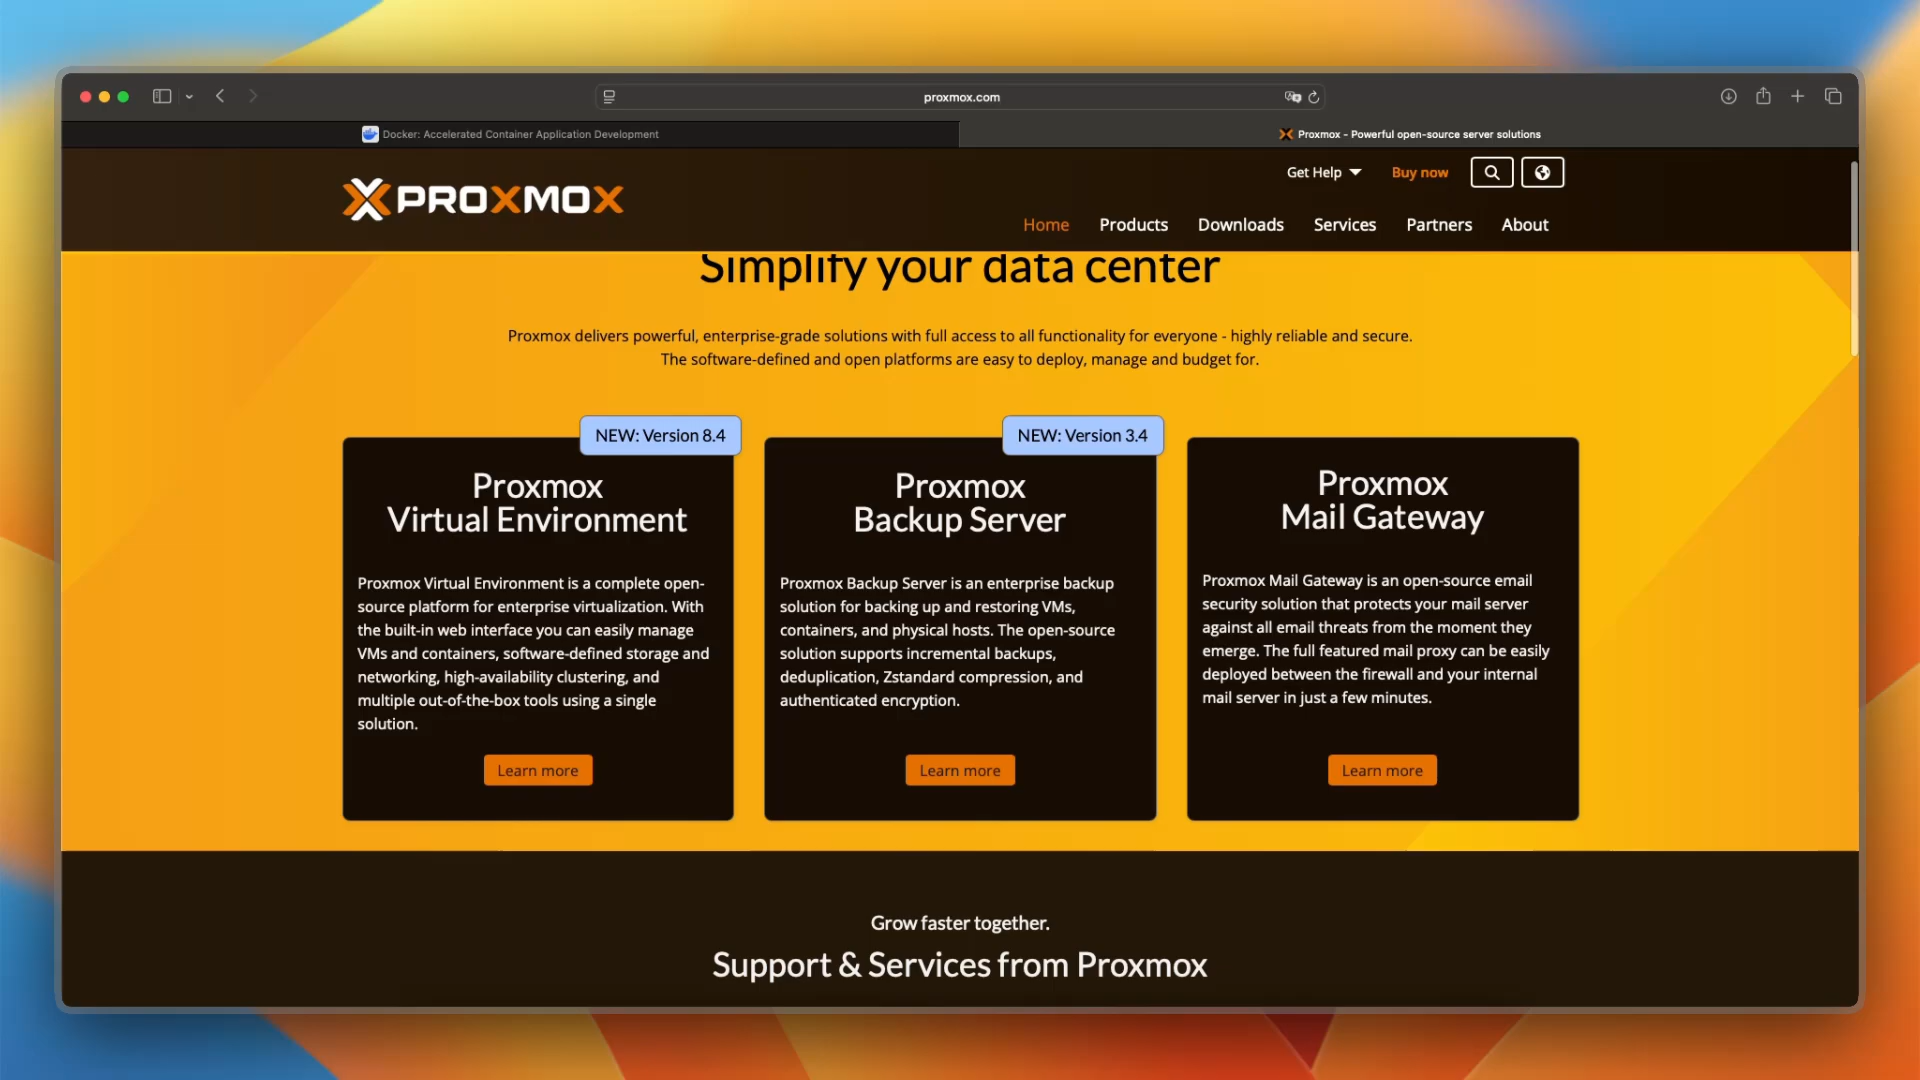 proxmox.com
Docker: Accelerated Container Application Development
Proxmox - Powerful open-source server solutions
Get Help
Buy now
PROXMOX
Home
Products
Downloads
Services
Partners
About
Simplify your data center
Proxmox delivers powerful, enterprise-grade solutions with full access to all functionality for everyone - highly reliable and secure.
The software-defined and open platforms are easy to deploy, manage and budget for.
NEW: Version 8.4
Proxmox
Virtual Environment
Proxmox Virtual Environment is a complete open-
source platform for enterprise virtualization. With
the built-in web interface you can easily manage
VMs and containers, software-defined storage and
networking, high-availability clustering, and
multiple out-of-the-box tools using a single
solution.
Learn more
NEW: Version 3.4
Proxmox
Backup Server
Proxmox Backup Server is an enterprise backup
solution for backing up and restoring VMs,
containers, and physical hosts. The open-source
solution supports incremental backups,
deduplication, Zstandard compression, and
authenticated encryption.
Learn more
Proxmox
Mail Gateway
Proxmox Mail Gateway is an open-source email
security solution that protects your mail server
against all email threats from the moment they
emerge. The full featured mail proxy can be easily
deployed between the firewall and your internal
mail server in just a few minutes.
Learn more
Grow faster together.
Support & Services from Proxmox